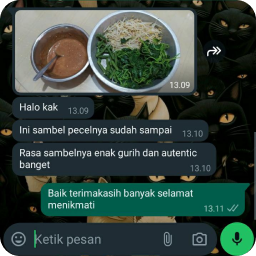 13.09
Halo kak
13.09
Ini sambel pecelnya sudah sampai
13.10
Rasa sambelnya enak gurih dan autentic
banget
13.10
Baik terimakasih banyak selamat
menikmati
13.11
Ketik pesan